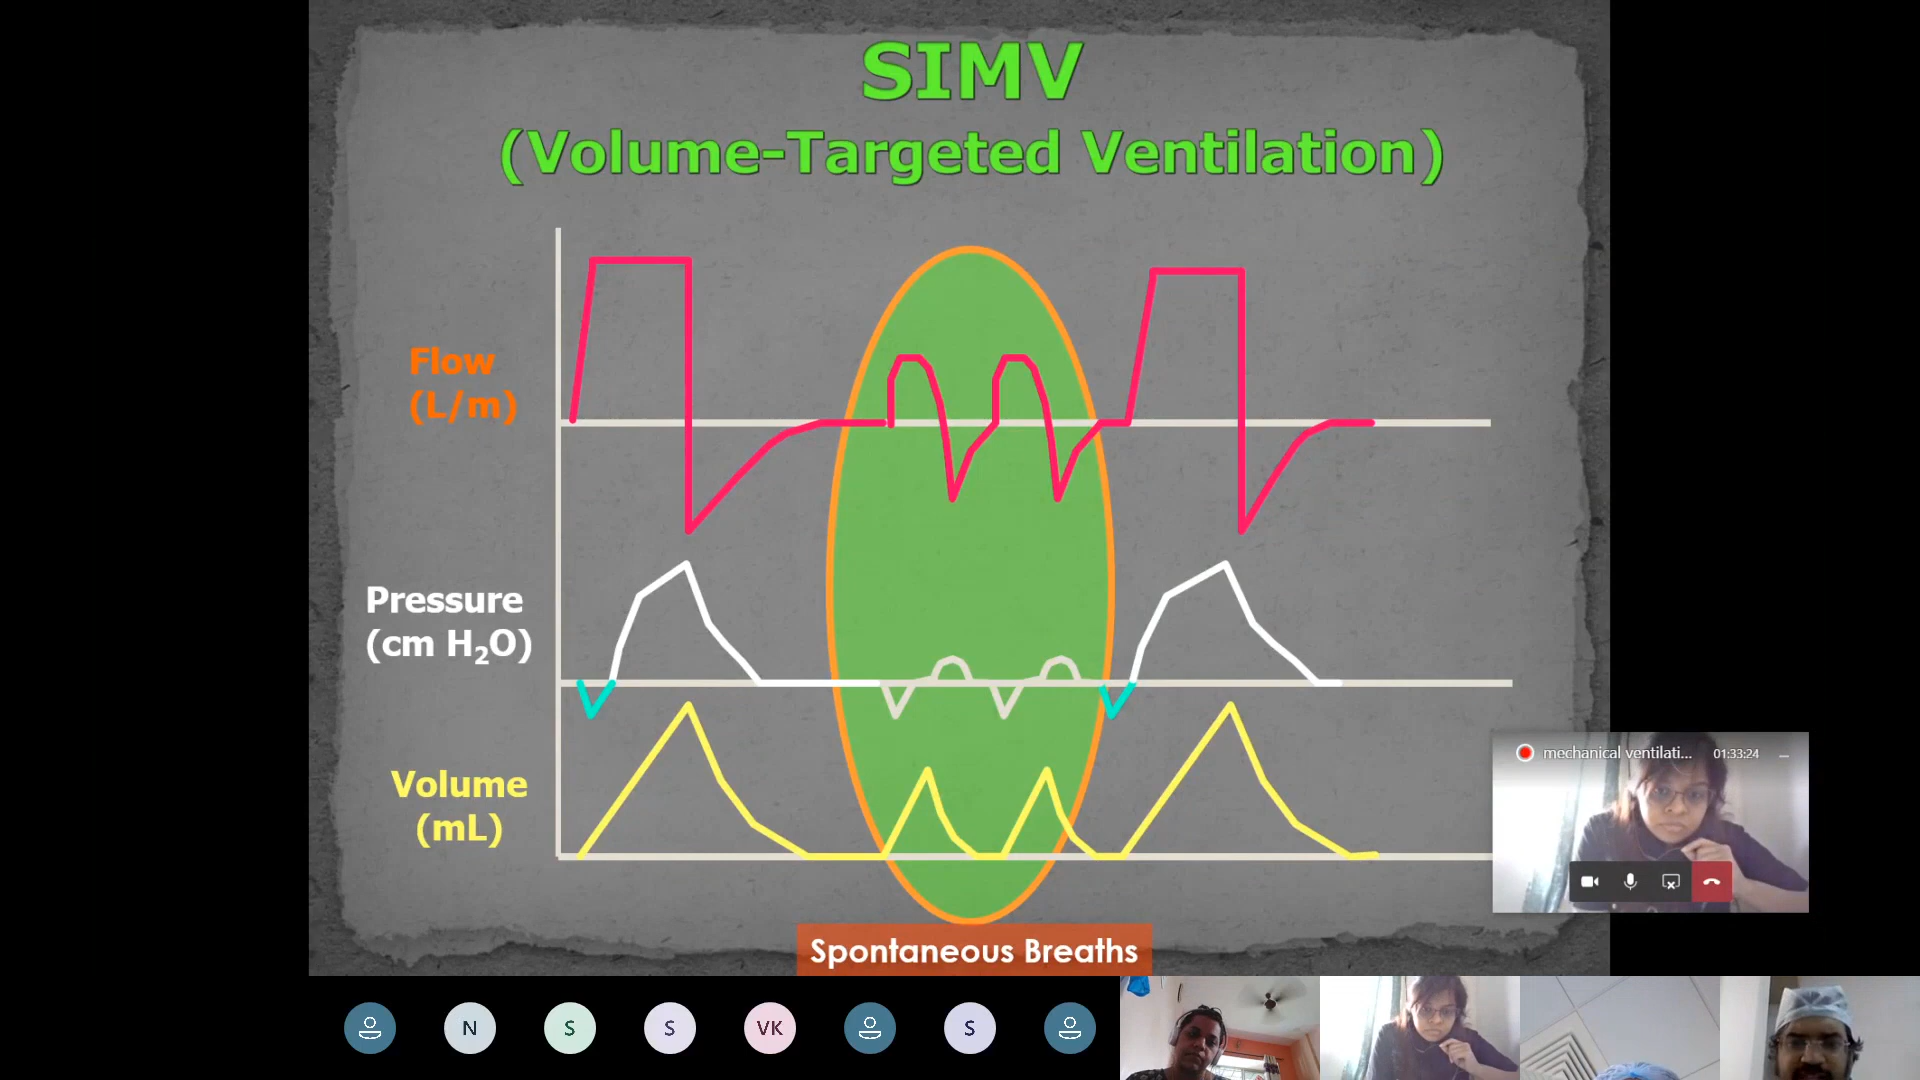 SIMV
(Volume-Targeted Ventilation)
Flow
(L/m)
Pressure
(cm H₂O)
Volume
(mL)
Spontaneous Breaths
mechanical ventilati... 01:33:24
N
S
S
VK
S